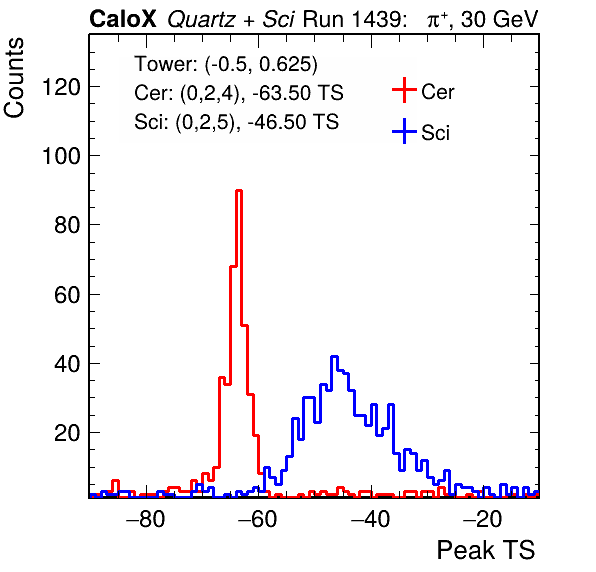 CaloX Quartz + Sci Run 1439: π⁺, 30 GeV
Counts
Tower: (-0.5, 0.625)
Cer: (0,2,4), -63.50 TS
Sci: (0,2,5), -46.50 TS
Cer
Sci
120
100
80
60
40
20
−80 −60 −40 −20
Peak TS